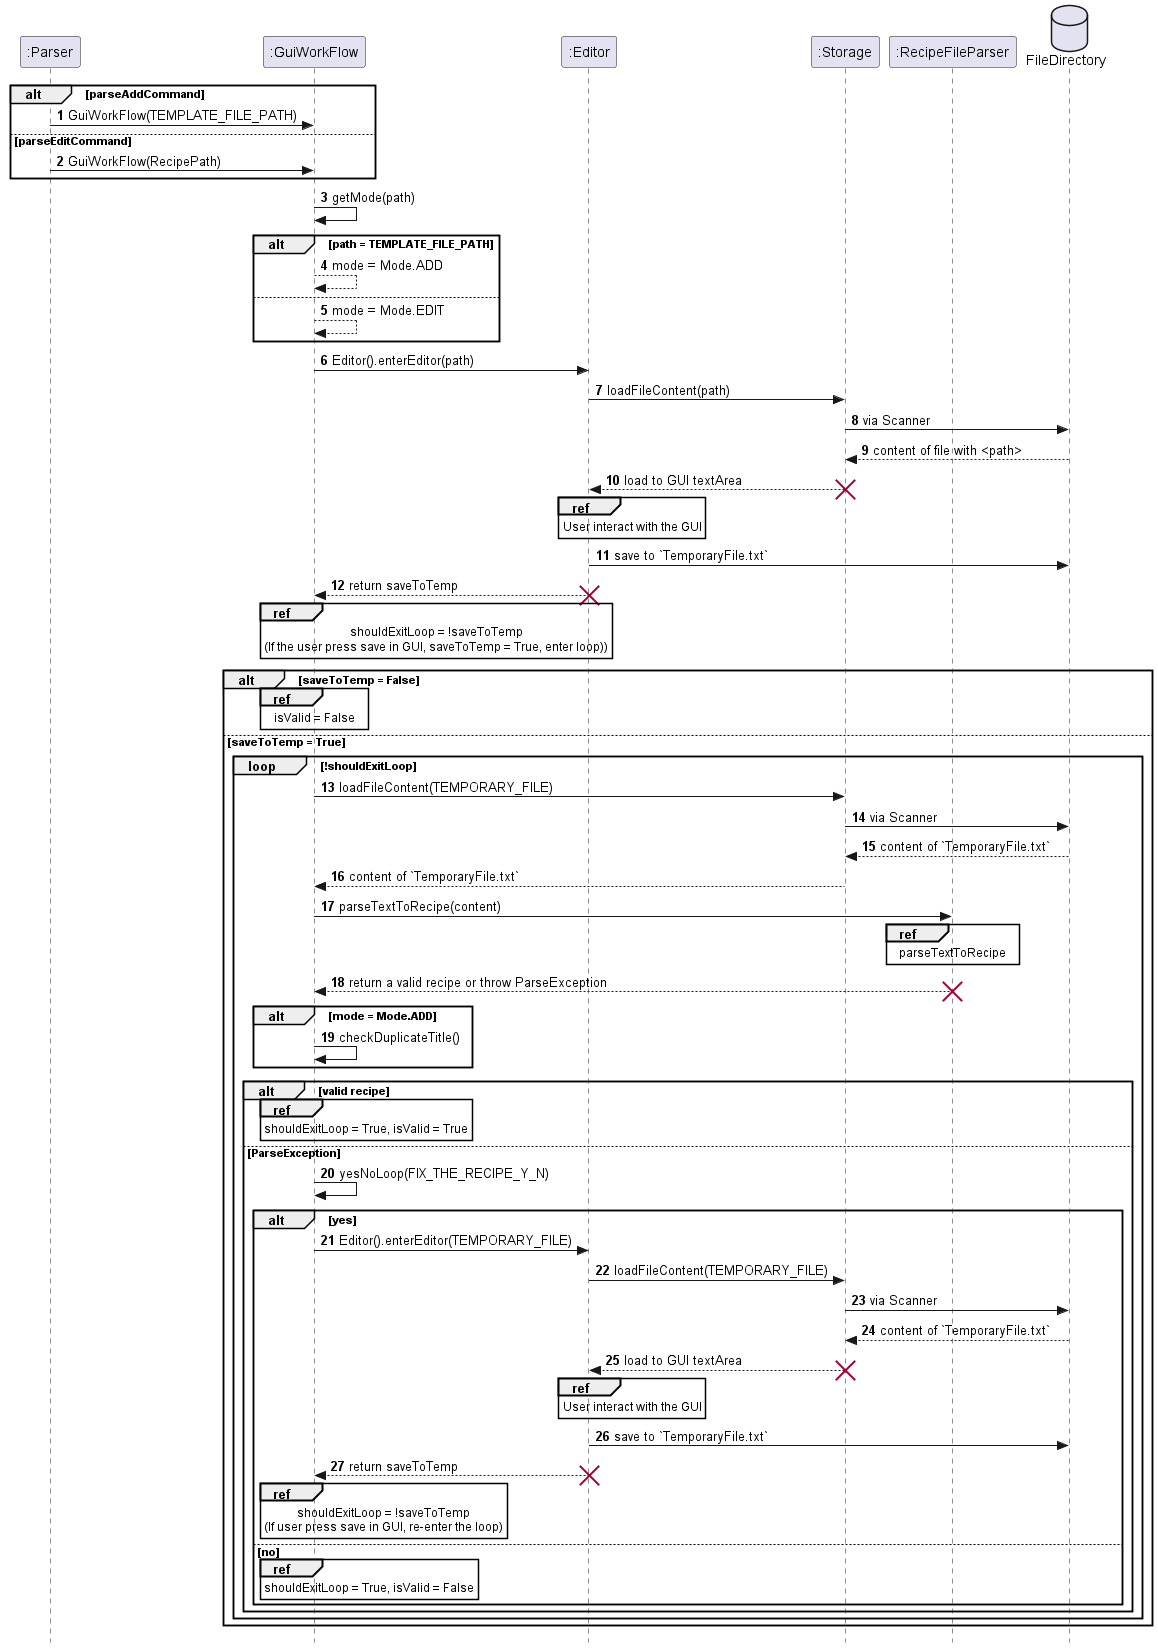 :Parser
:GuiWorkFlow
:Editor
:Storage
:RecipeFileParser
FileDirectory
alt [parseAddCommand]
1 GuiWorkFlow(TEMPLATE_FILE_PATH)
[parseEditCommand]
2 GuiWorkFlow(RecipePath)
3 getMode(path)
alt [path = TEMPLATE_FILE_PATH]
4 mode = Mode.ADD
5 mode = Mode.EDIT
6 Editor().enterEditor(path)
7 loadFileContent(path)
8 via Scanner
9 content of file with <path>
10 load to GUI textArea
ref
User interact with the GUI
11 save to `TemporaryFile.txt`
12 return saveToTemp
ref
shouldExitLoop = !saveToTemp
(If the user press save in GUI, saveToTemp = True, enter loop))
alt [saveToTemp = False]
ref
isValid = False
[saveToTemp = True]
loop [!shouldExitLoop]
13 loadFileContent(TEMPORARY_FILE)
14 via Scanner
15 content of `TemporaryFile.txt`
16 content of `TemporaryFile.txt`
17 parseTextToRecipe(content)
ref
parseTextToRecipe
18 return a valid recipe or throw ParseException
alt [mode = Mode.ADD]
19 checkDuplicateTitle()
alt [valid recipe]
ref
shouldExitLoop = True, isValid = True
[ParseException]
20 yesNoLoop(FIX_THE_RECIPE_Y_N)
alt [yes]
21 Editor().enterEditor(TEMPORARY_FILE)
22 loadFileContent(TEMPORARY_FILE)
23 via Scanner
24 content of `TemporaryFile.txt`
25 load to GUI textArea
ref
User interact with the GUI
26 save to `TemporaryFile.txt`
27 return saveToTemp
ref
shouldExitLoop = !saveToTemp
(If user press save in GUI, re-enter the loop)
[no]
ref
shouldExitLoop = True, isValid = False